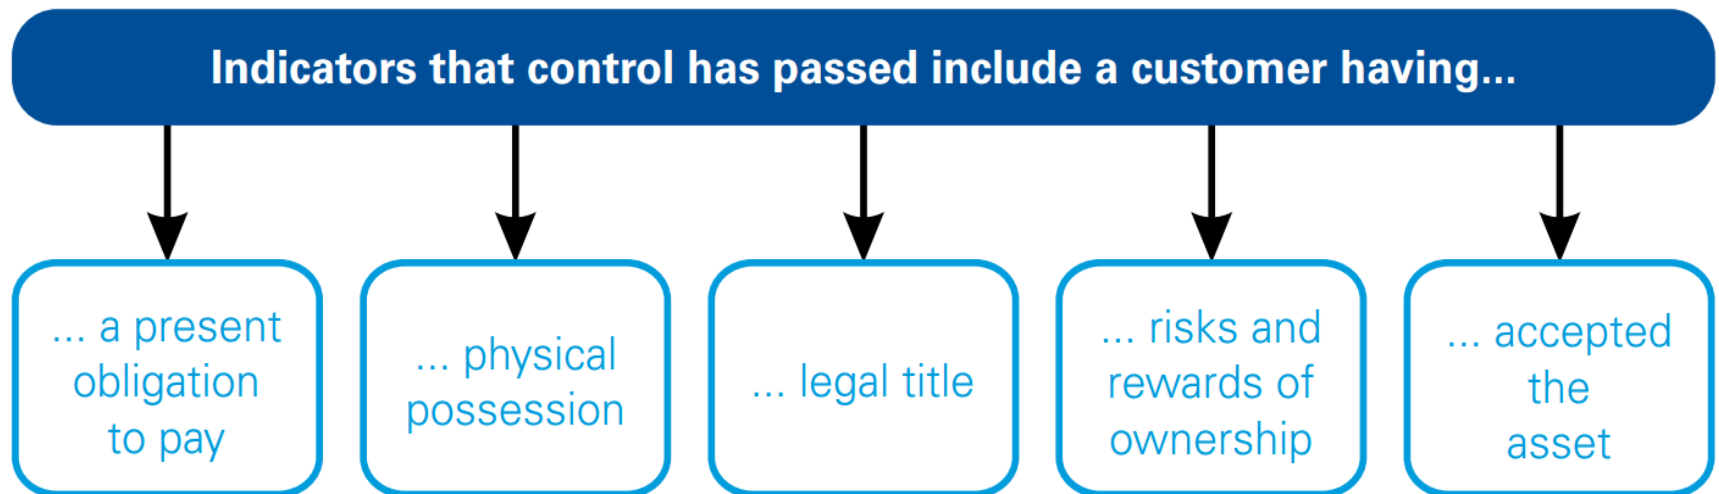 Indicators that control has passed include a customer having...
... a present
obligation
to pay
... physical
possession
... legal title
... risks and
rewards of
ownership
... accepted
the
asset